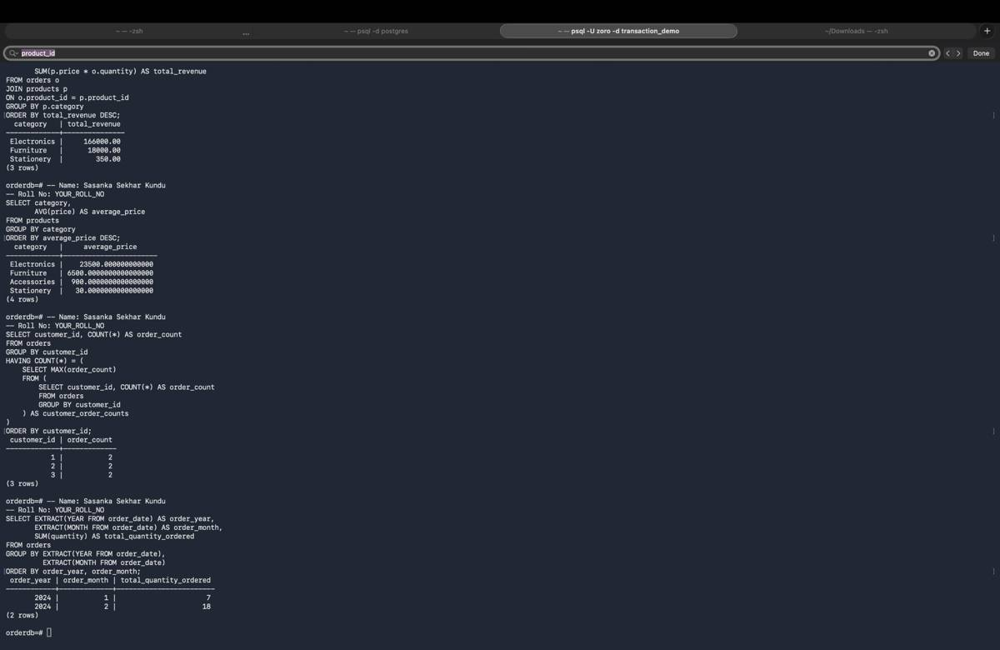 ~ — -zsh
...
~ — psql -d postgres
~ — psql -U zoro -d transaction_demo
~/Downloads — -zsh
+
product_id
Done
SUM(p.price * o.quantity) AS total_revenue
FROM orders o
JOIN products p
ON o.product_id = p.product_id
GROUP BY p.category
ORDER BY total_revenue DESC;
category | total_revenue
-------------+---------------
Electronics | 166000.00
Furniture | 18000.00
Stationery | 350.00
(3 rows)
orderdb=# -- Name: Sasanka Sekhar Kundu
-- Roll No: YOUR_ROLL_NO
SELECT category,
AVG(price) AS average_price
FROM products
GROUP BY category
ORDER BY average_price DESC;
category | average_price
-------------+-----------------------
Electronics | 23500.000000000000
Furniture | 6500.0000000000000000
Accessories | 900.0000000000000000
Stationery | 30.0000000000000000
(4 rows)
orderdb=# -- Name: Sasanka Sekhar Kundu
-- Roll No: YOUR_ROLL_NO
SELECT customer_id, COUNT(*) AS order_count
FROM orders
GROUP BY customer_id
HAVING COUNT(*) = (
SELECT MAX(order_count)
FROM (
SELECT customer_id, COUNT(*) AS order_count
FROM orders
GROUP BY customer_id
) AS customer_order_counts
)
ORDER BY customer_id;
customer_id | order_count
-------------+-------------
1 | 2
2 | 2
3 | 2
(3 rows)
orderdb=# -- Name: Sasanka Sekhar Kundu
-- Roll No: YOUR_ROLL_NO
SELECT EXTRACT(YEAR FROM order_date) AS order_year,
EXTRACT(MONTH FROM order_date) AS order_month,
SUM(quantity) AS total_quantity_ordered
FROM orders
GROUP BY EXTRACT(YEAR FROM order_date),
EXTRACT(MONTH FROM order_date)
ORDER BY order_year, order_month;
order_year | order_month | total_quantity_ordered
------------+-------------+------------------------
2024 | 1 | 7
2024 | 2 | 18
(2 rows)
orderdb=#